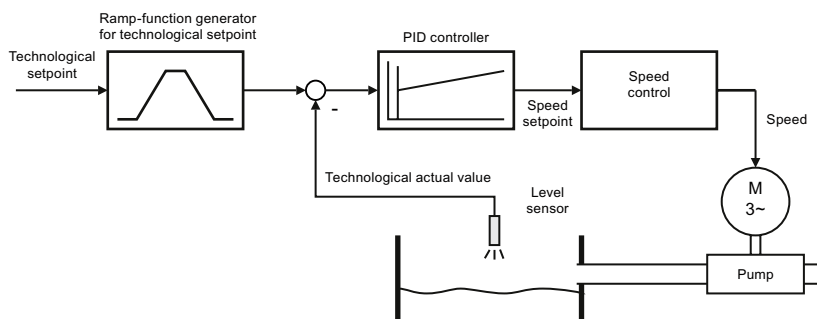 Ramp-function generator
for technological setpoint
PID controller
Technological
setpoint
Speed
control
-
Speed
setpoint
Speed
Technological actual value
Level
sensor
M
3~
Pump